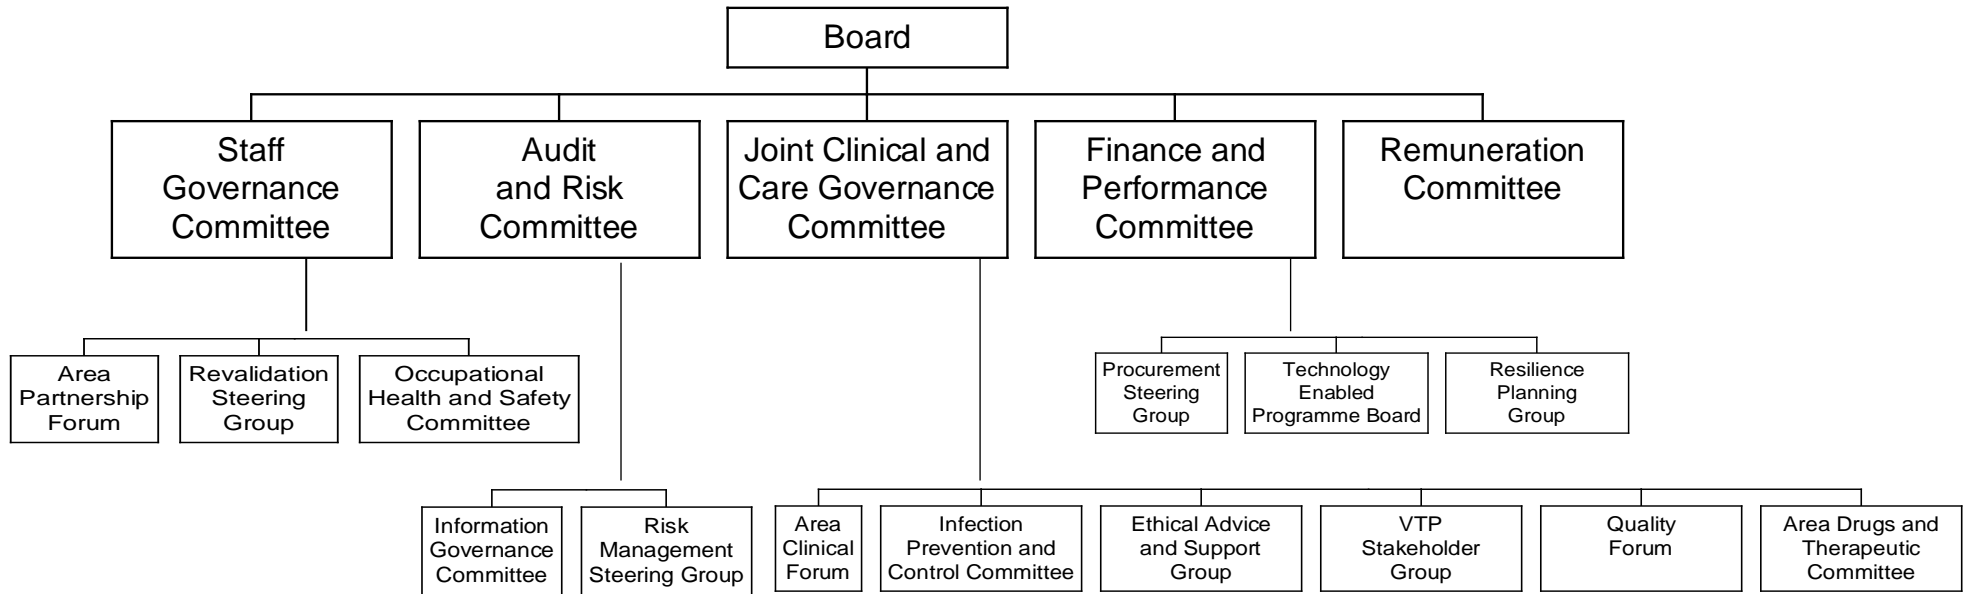 Board
Staff
Governance
Committee
Audit
and Risk
Committee
Joint Clinical and
Care Governance
Committee
Finance and
Performance
Committee
Remuneration
Committee
Area
Partnership
Forum
Revalidation
Steering
Group
Occupational
Health and Safety
Committee
Procurement
Steering
Group
Technology
Enabled
Programme Board
Resilience
Planning
Group
Information
Governance
Committee
Risk
Management
Steering Group
Area
Clinical
Forum
Infection
Prevention and
Control Committee
Ethical Advice
and Support
Group
VTP
Stakeholder
Group
Quality
Forum
Area Drugs and
Therapeutic
Committee